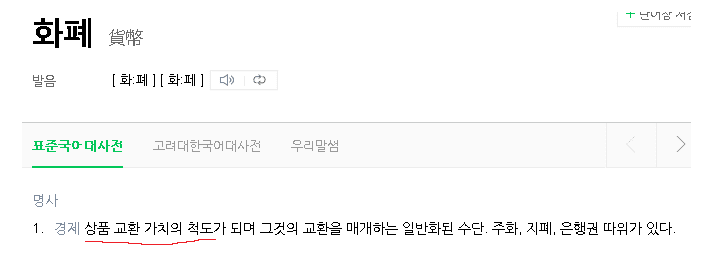 화폐 貨幣
+ 단어장 저장
발음 [ 화:폐 ] [ 화:페 ]
표준국어대사전 고려대한국어대사전 우리말샘
명사
1. 경제 상품 교환 가치의 척도가 되며 그것의 교환을 매개하는 일반화된 수단. 주화, 지폐, 은행권 따위가 있다.